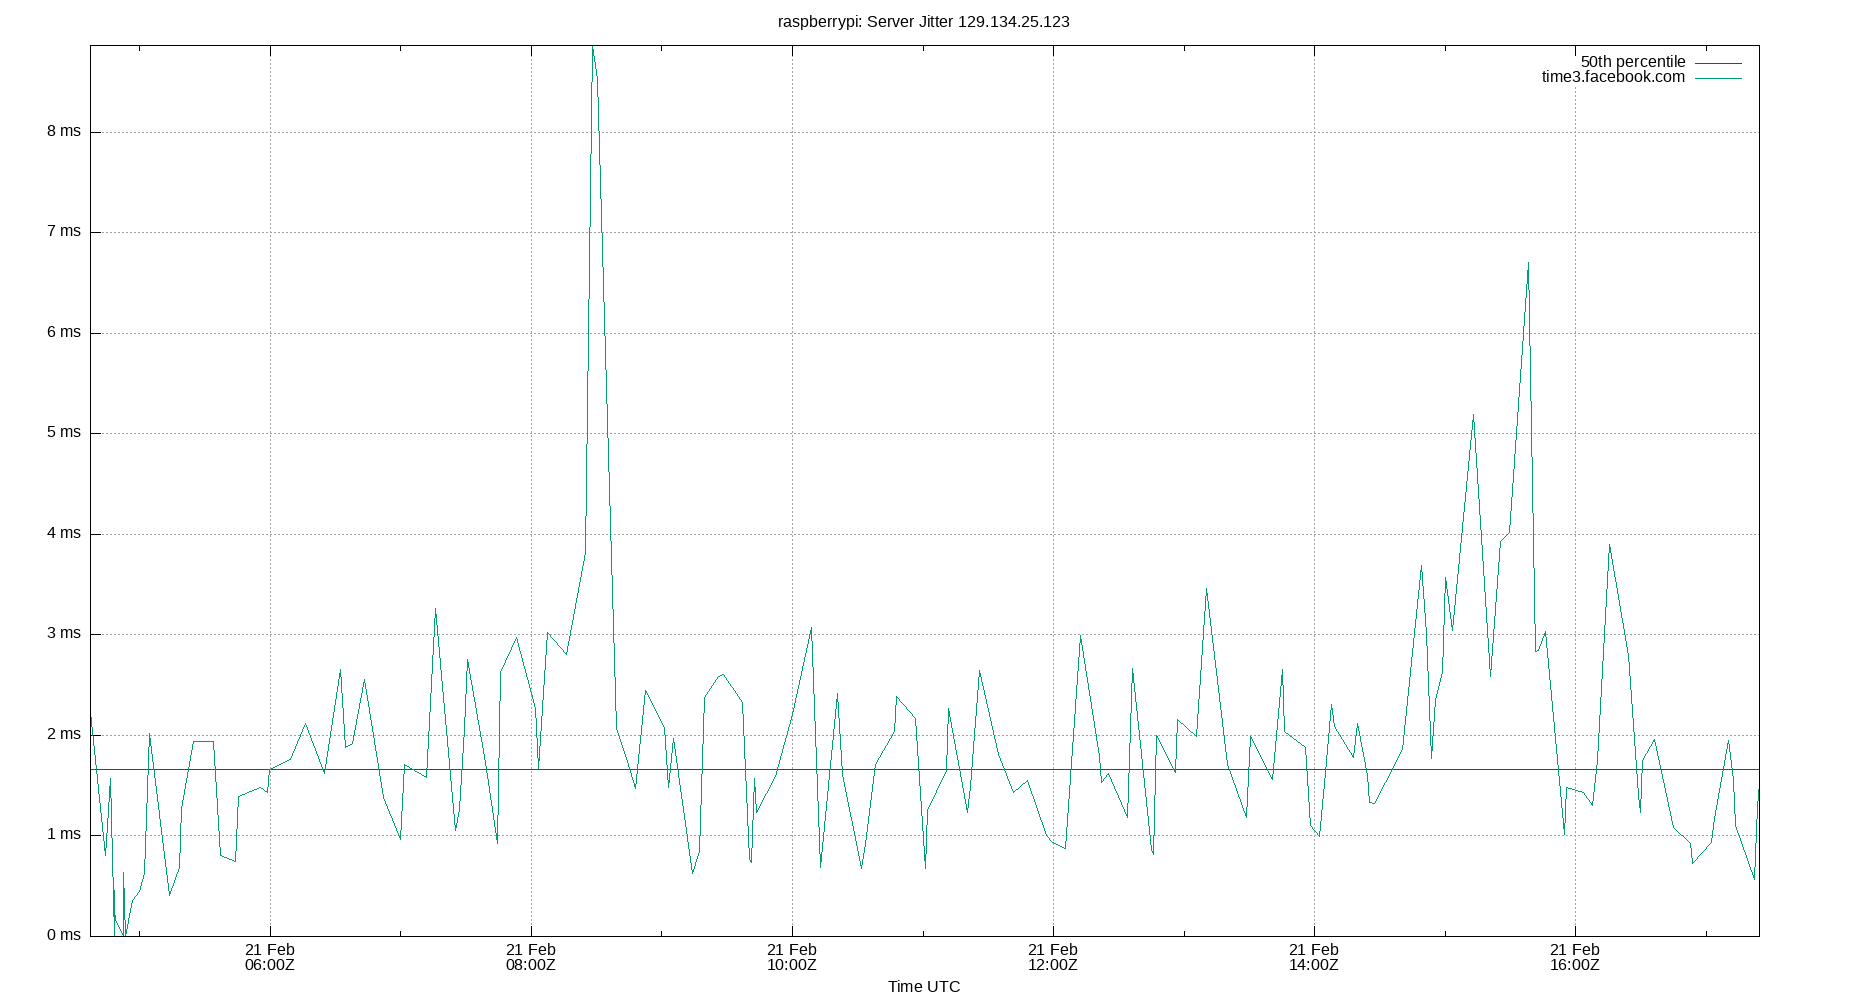 raspberrypi: Server Jitter 129.134.25.123
50th percentile
time3.facebook.com
8 ms
7 ms
6 ms
5 ms
4 ms
3 ms
2 ms
1 ms
0 ms
21 Feb 21 Feb 21 Feb 21 Feb 21 Feb 21 Feb
06:00Z 08:00Z 10:00Z 12:00Z 14:00Z 16:00Z
Time UTC